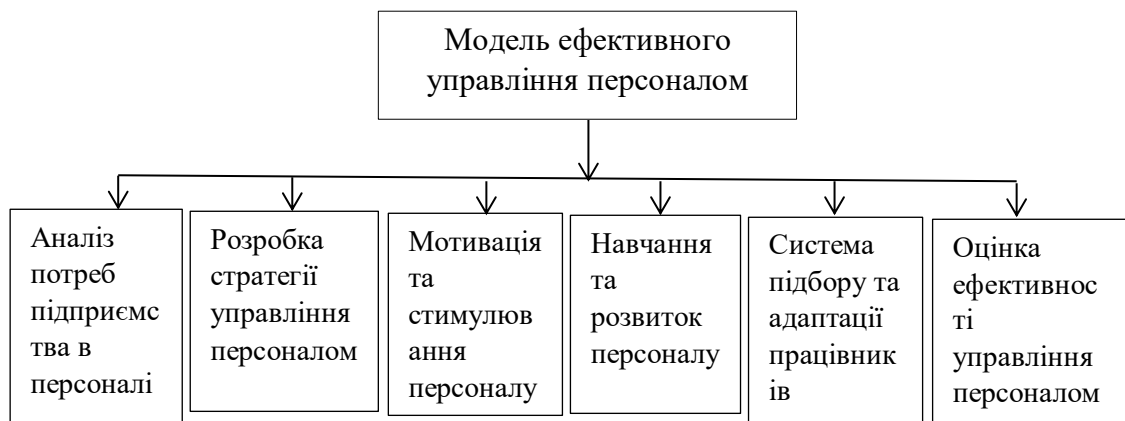 Модель ефективного
управління персоналом
Аналіз
потреб
підприємс
тва в
персоналі
Розробка
стратегії
управління
персоналом
Мотивація
та
стимулюв
ання
персоналу
Навчання
та
розвиток
персоналу
Система
підбору та
адаптації
працівник
ів
Оцінка
ефективнос
ті
управління
персоналом